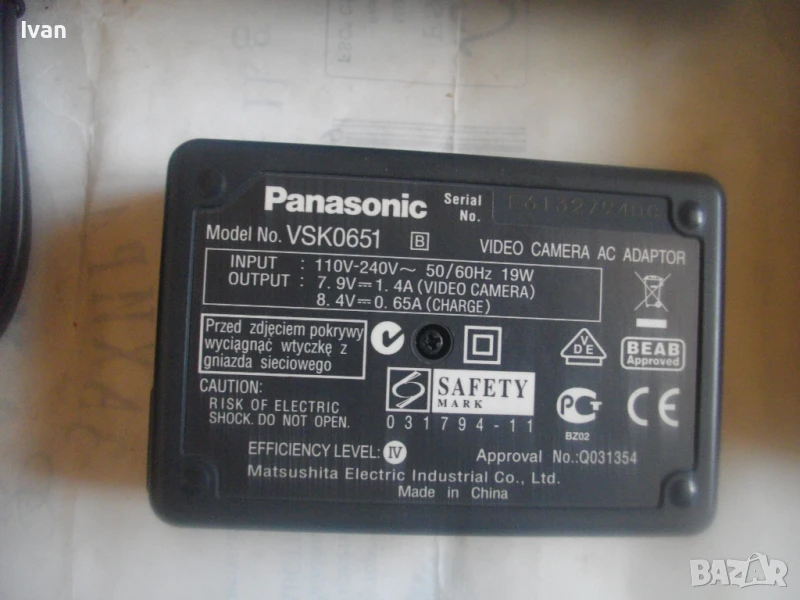 Ivan
Panasonic
Serial No.
Model No. VSK0651 B
VIDEO CAMERA AC ADAPTOR
INPUT : 110V-240V~ 50/60Hz 19W
OUTPUT : 7.9V⎓1.4A (VIDEO CAMERA)
8.4V⎓0.65A (CHARGE)
Przed zdjęciem pokrywy
wyciągnąć wtyczkę z
gniazda sieciowego
VDE
BEAB
Approved
CAUTION:
RISK OF ELECTRIC
SHOCK. DO NOT OPEN.
SAFETY
MARK
031794-11
BZ02
CE
EFFICIENCY LEVEL: IV
Approval No.:Q031354
Matsushita Electric Industrial Co., Ltd.
Made in China
BAZAR